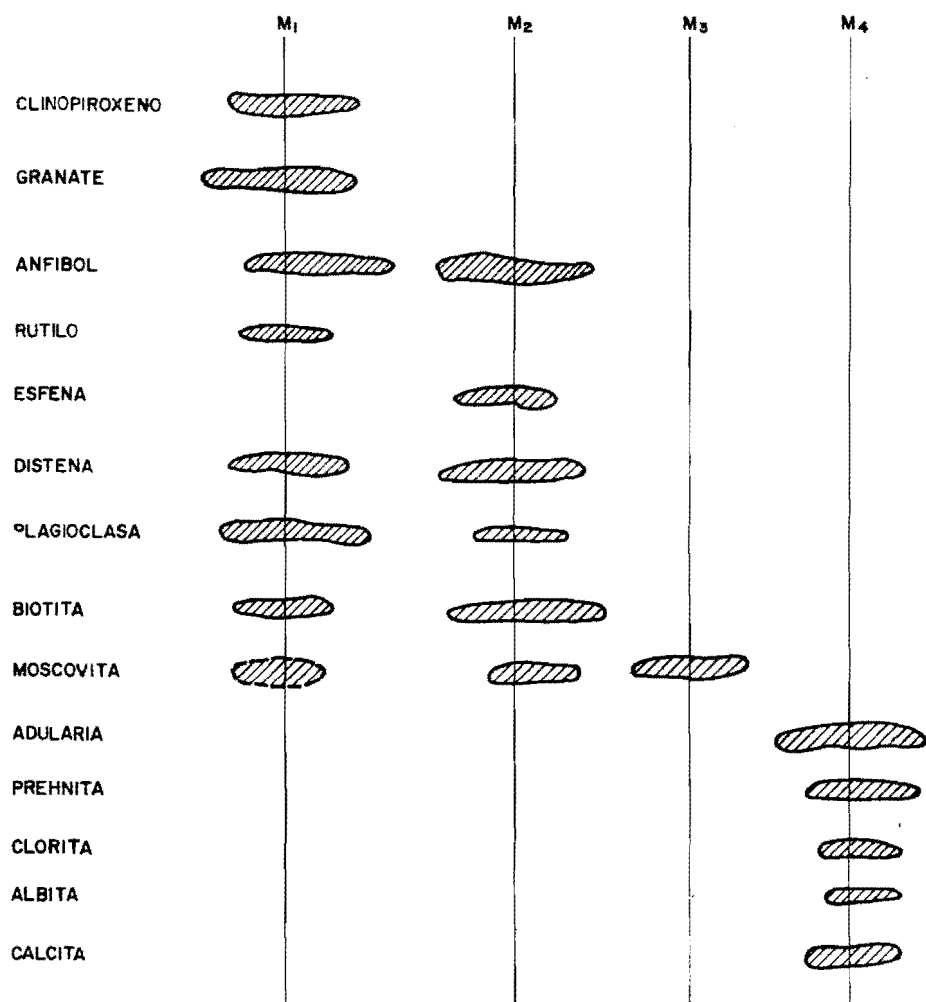 M₁ M₂ M₃ M₄
CLINOPIROXENO
GRANATE
ANFIBOL
RUTILO
ESFENA
DISTENA
PLAGIOCLASA
BIOTITA
MOSCOVITA
ADULARIA
PREHNITA
CLORITA
ALBITA
CALCITA